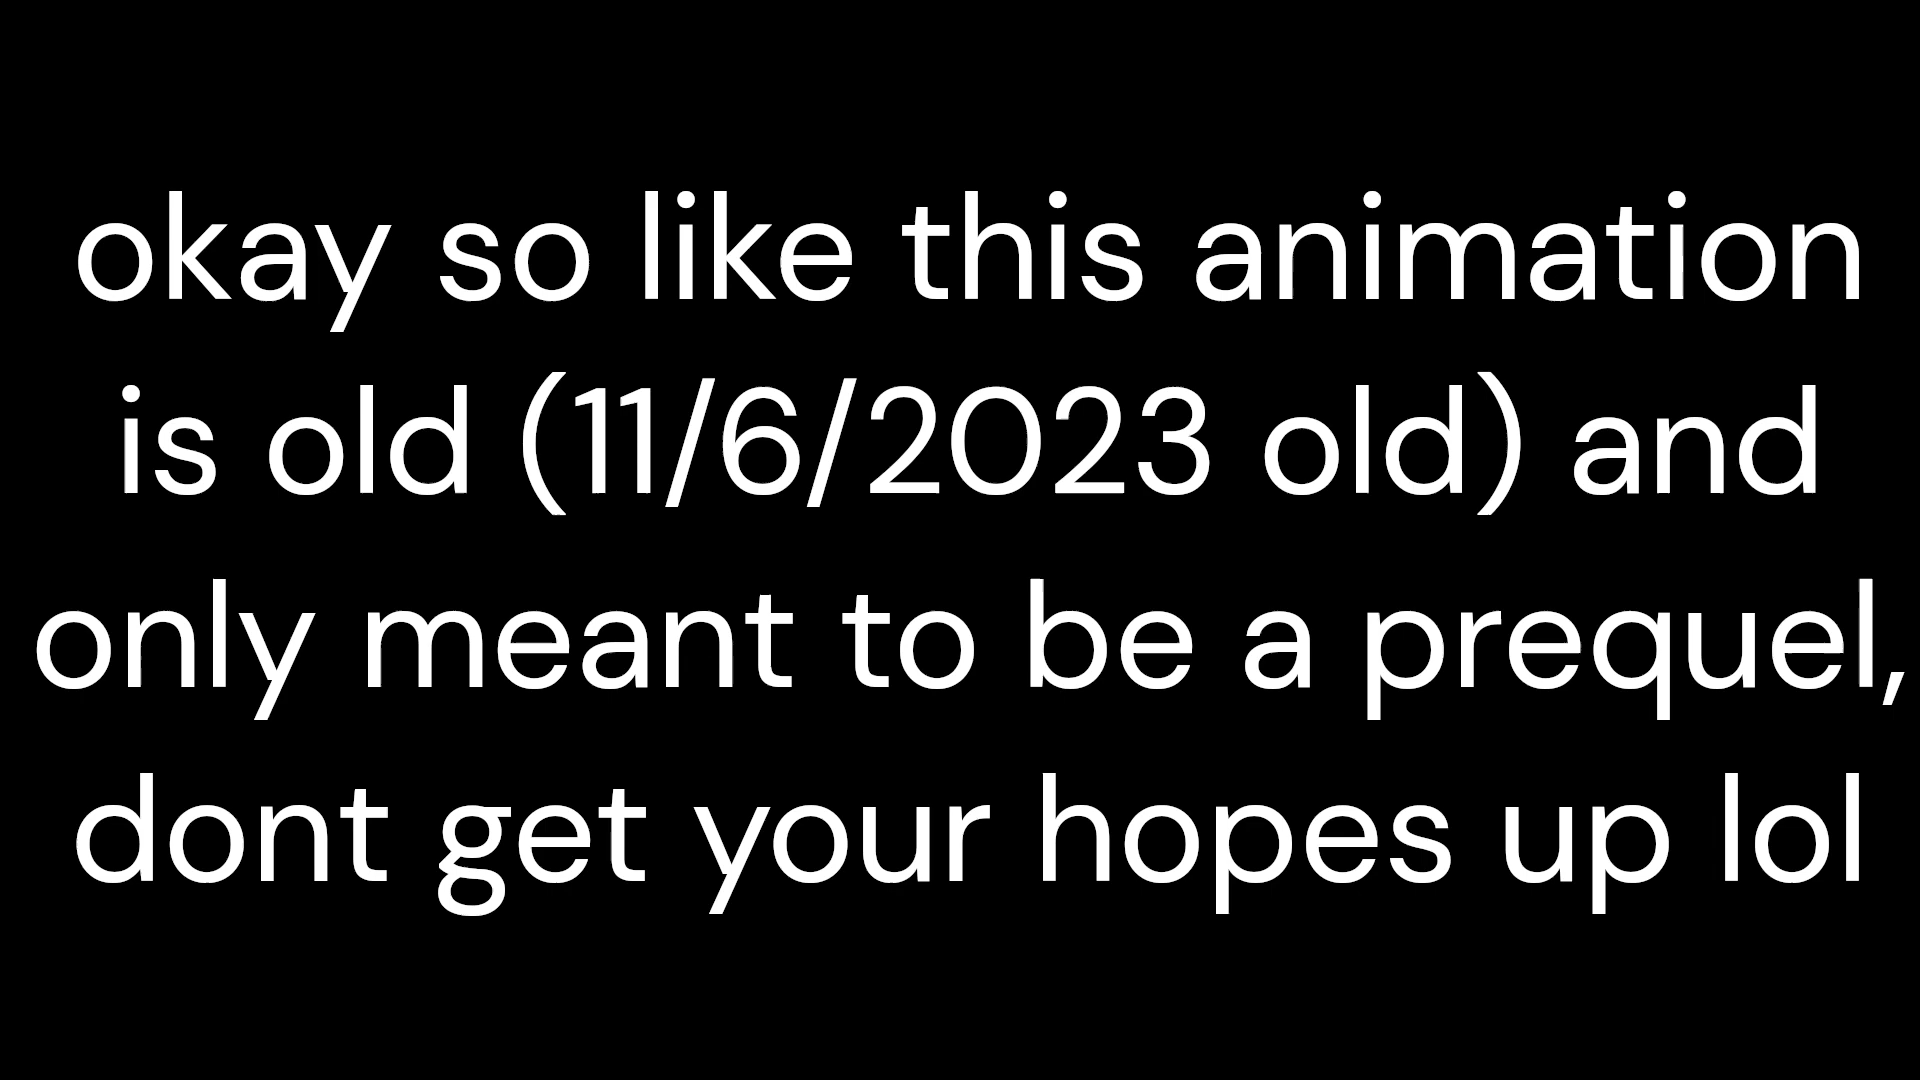 okay so like this animation
is old (11/6/2023 old) and
only meant to be a prequel,
dont get your hopes up lol